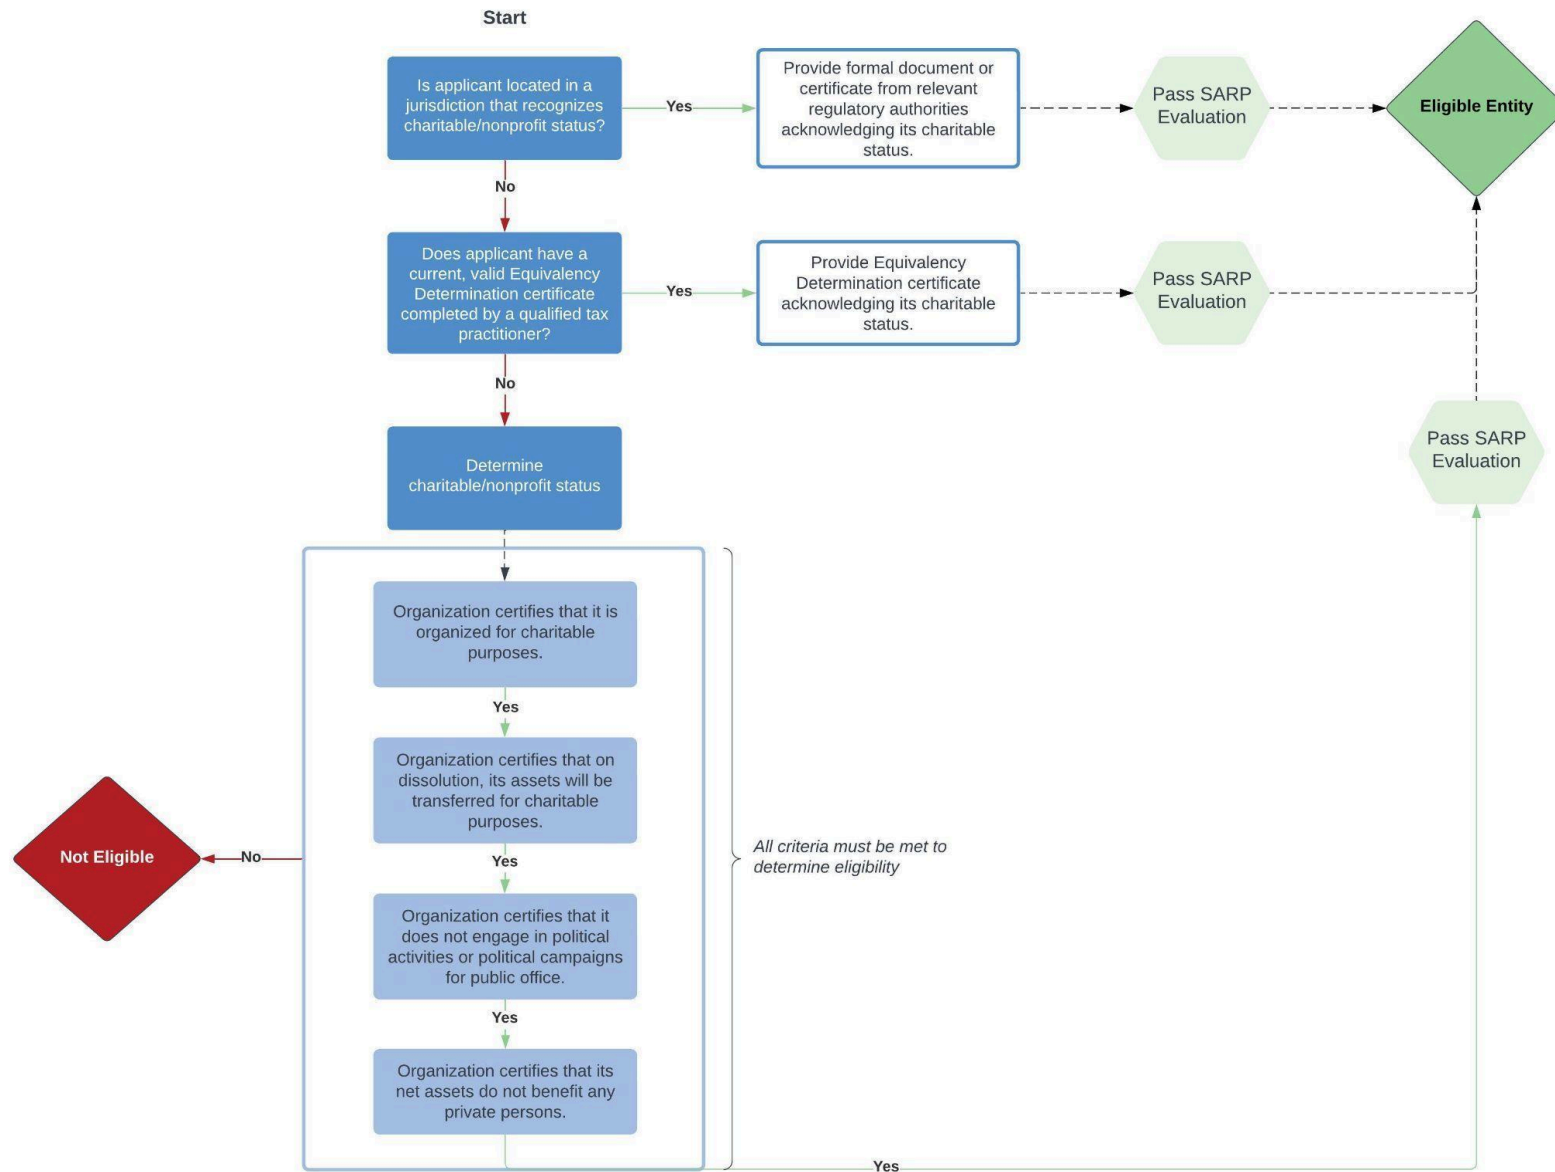 Start
Is applicant located in a
jurisdiction that recognizes
charitable/nonprofit status?
Yes
Provide formal document or
certificate from relevant
regulatory authorities
acknowledging its charitable
status.
Pass SARP
Evaluation
Eligible Entity
No
Does applicant have a
current, valid Equivalency
Determination certificate
completed by a qualified tax
practitioner?
Yes
Provide Equivalency
Determination certificate
acknowledging its charitable
status.
Pass SARP
Evaluation
No
Determine
charitable/nonprofit status
Pass SARP
Evaluation
Organization certifies that it is
organized for charitable
purposes.
Yes
Organization certifies that on
dissolution, its assets will be
transferred for charitable
purposes.
Not Eligible
No
Yes
All criteria must be met to
determine eligibility
Organization certifies that it
does not engage in political
activities or political campaigns
for public office.
Yes
Organization certifies that its
net assets do not benefit any
private persons.
Yes